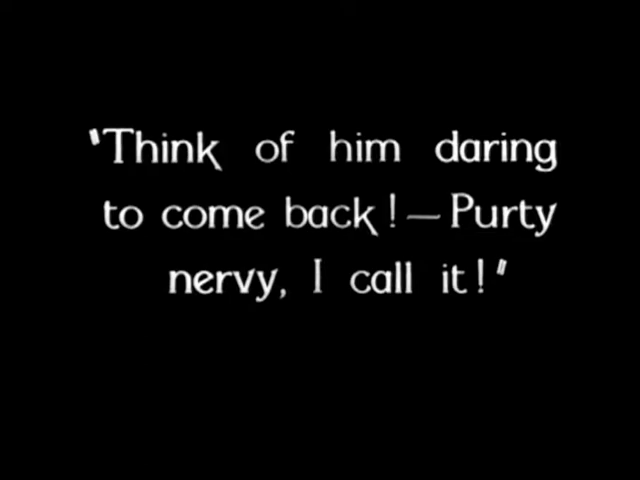 "Think of him daring
to come back!—Purty
nervy, I call it!"